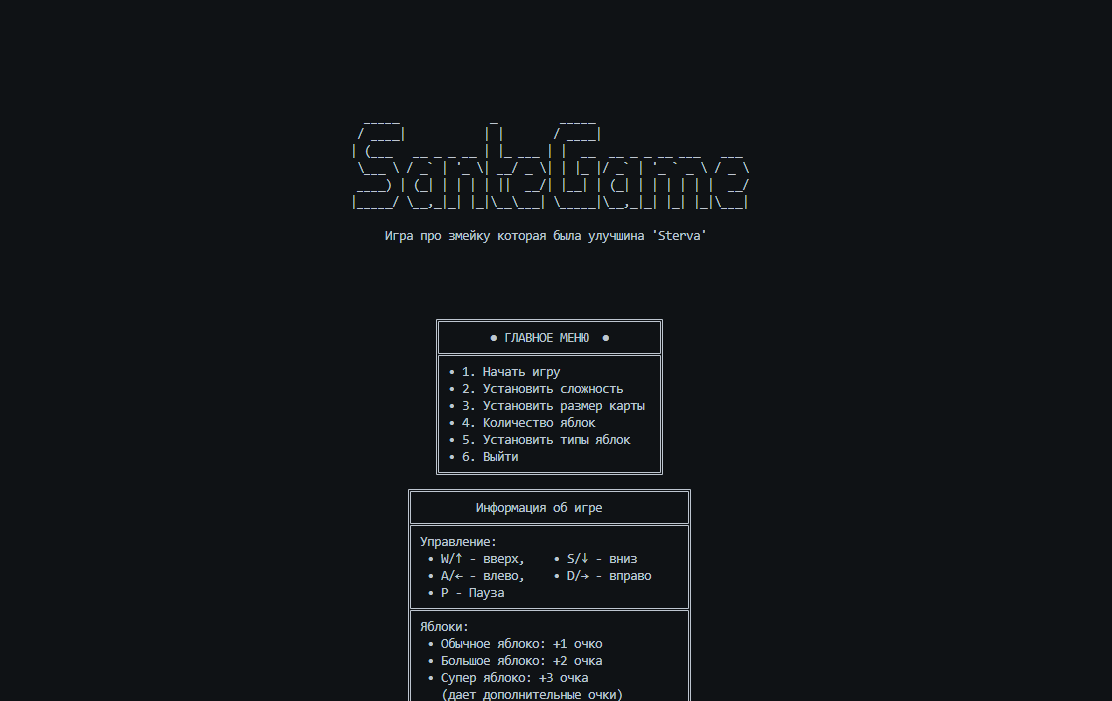 SanteGame
Игра про змейку которая была улучшина 'Sterva'
● ГЛАВНОЕ МЕНЮ ●
• 1. Начать игру
• 2. Установить сложность
• 3. Установить размер карты
• 4. Количество яблок
• 5. Установить типы яблок
• 6. Выйти
Информация об игре
Управление:
• W/↑ - вверх, • S/↓ - вниз
• A/← - влево, • D/→ - вправо
• P - Пауза
Яблоки:
• Обычное яблоко: +1 очко
• Большое яблоко: +2 очка
• Супер яблоко: +3 очка
(дает дополнительные очки)